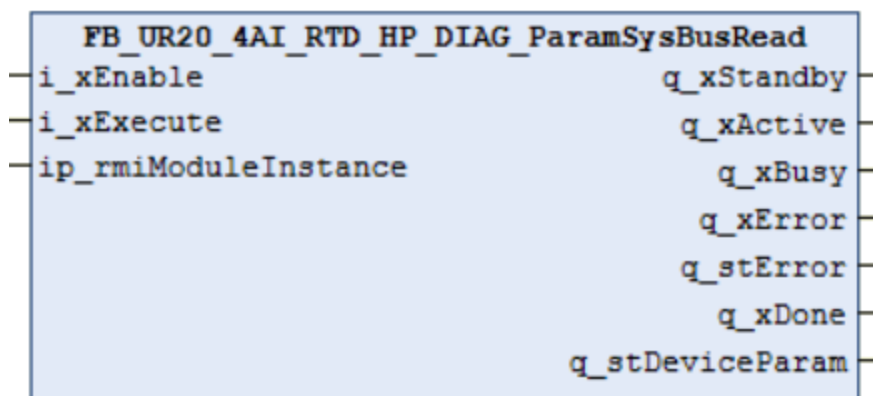 FB_UR20_4AI_RTD_HP_DIAG_ParamSysBusRead
i_xEnable q_xStandby
i_xExecute q_xActive
ip_rmiModuleInstance q_xBusy
q_xError
q_stError
q_xDone
q_stDeviceParam